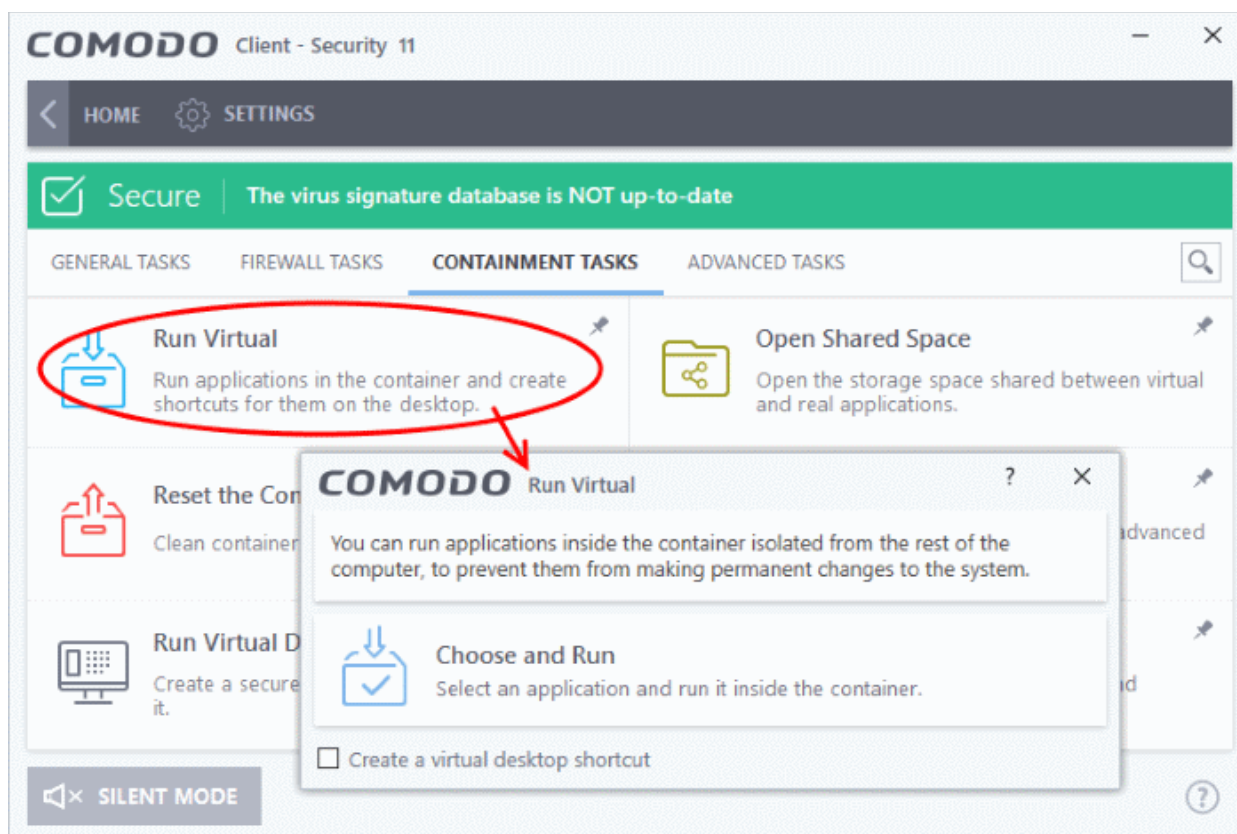 COMODO Client - Security 11
HOME SETTINGS
Secure The virus signature database is NOT up-to-date
GENERAL TASKS FIREWALL TASKS CONTAINMENT TASKS ADVANCED TASKS
Run Virtual
Run applications in the container and create
shortcuts for them on the desktop.
Open Shared Space
Open the storage space shared between virtual
and real applications.
Reset the
Clean container
advanced
Run Virtual
Create a secure
it.
COMODO Run Virtual ?
You can run applications inside the container isolated from the rest of the
computer, to prevent them from making permanent changes to the system.
Choose and Run
Select an application and run it inside the container.
Create a virtual desktop shortcut
SILENT MODE
?